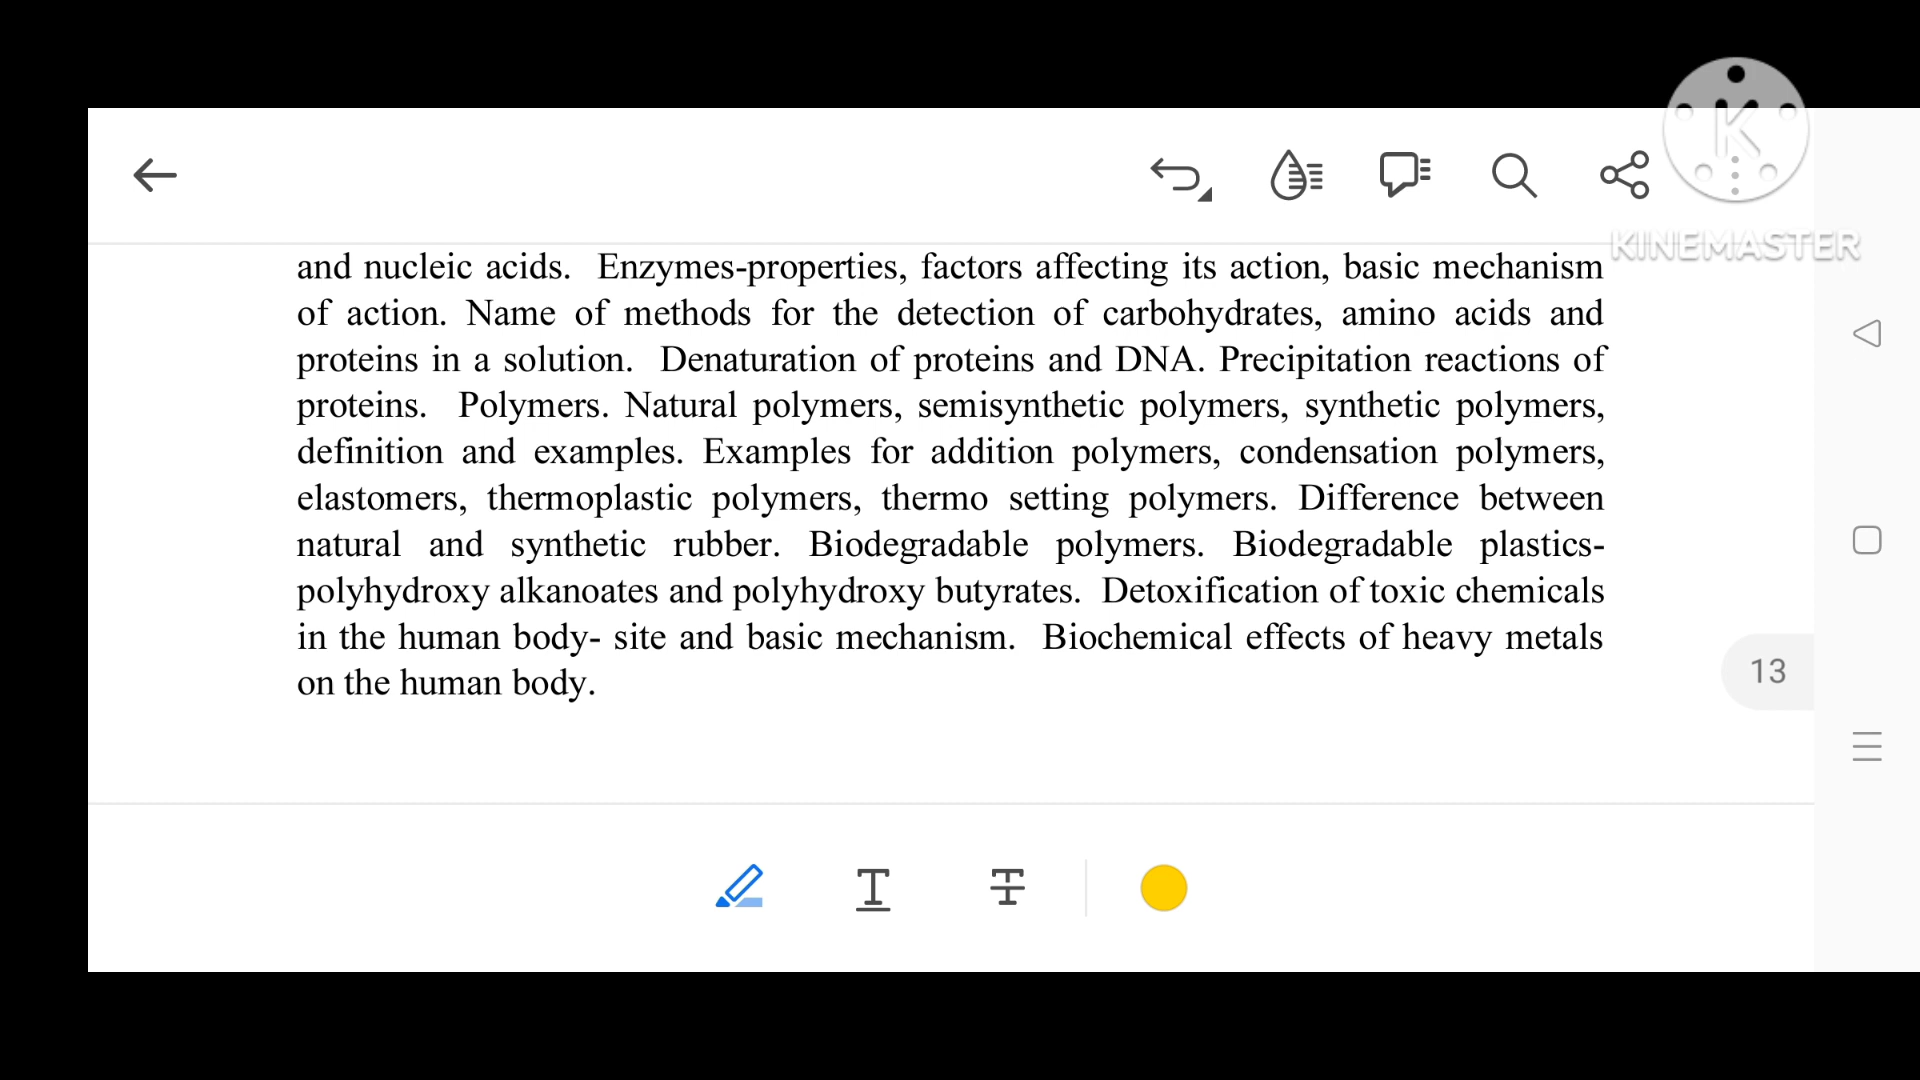 K
KINEMASTER
and nucleic acids. Enzymes-properties, factors affecting its action, basic mechanism
of action. Name of methods for the detection of carbohydrates, amino acids and
proteins in a solution. Denaturation of proteins and DNA. Precipitation reactions of
proteins. Polymers. Natural polymers, semisynthetic polymers, synthetic polymers,
definition and examples. Examples for addition polymers, condensation polymers,
elastomers, thermoplastic polymers, thermo setting polymers. Difference between
natural and synthetic rubber. Biodegradable polymers. Biodegradable plastics-
polyhydroxy alkanoates and polyhydroxy butyrates. Detoxification of toxic chemicals
in the human body- site and basic mechanism. Biochemical effects of heavy metals
on the human body.
13
T
T